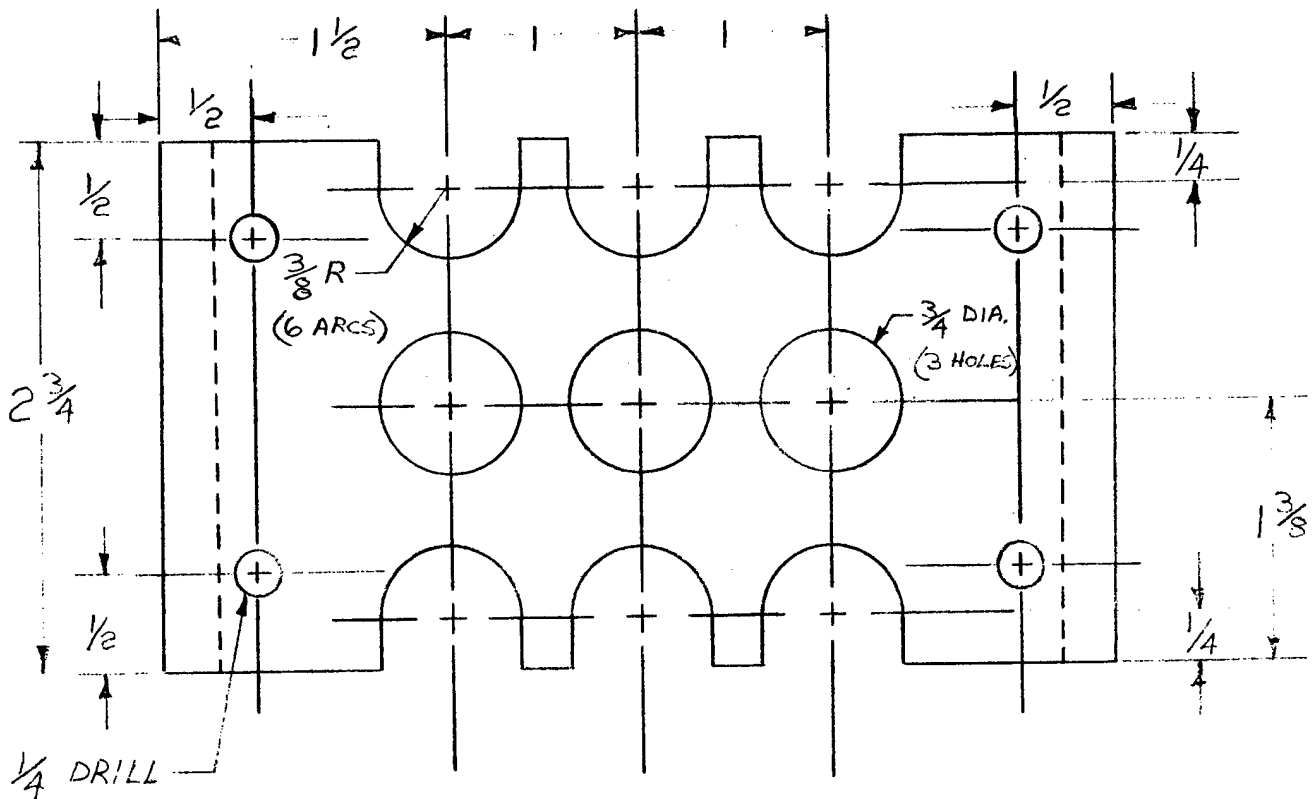 1 1/2
1
1
1/2
1/2
1/2
1/4
3/8 R
(6 ARCS)
3/4 DIA.
(3 HOLES)
2 3/4
1 3/8
1/2
1/4
1/4 DRILL